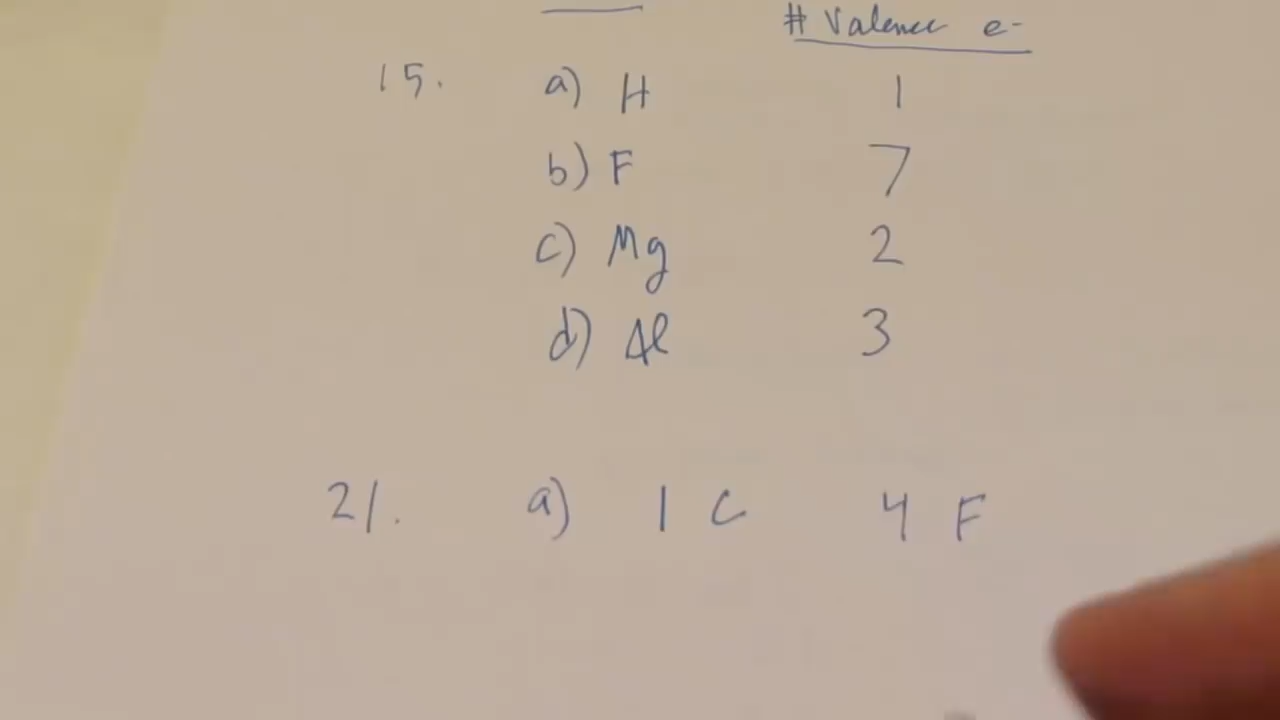 # Valence e-
15. a) H 1
b) F 7
c) Mg 2
d) Al 3
21. a) 1 C 4 F